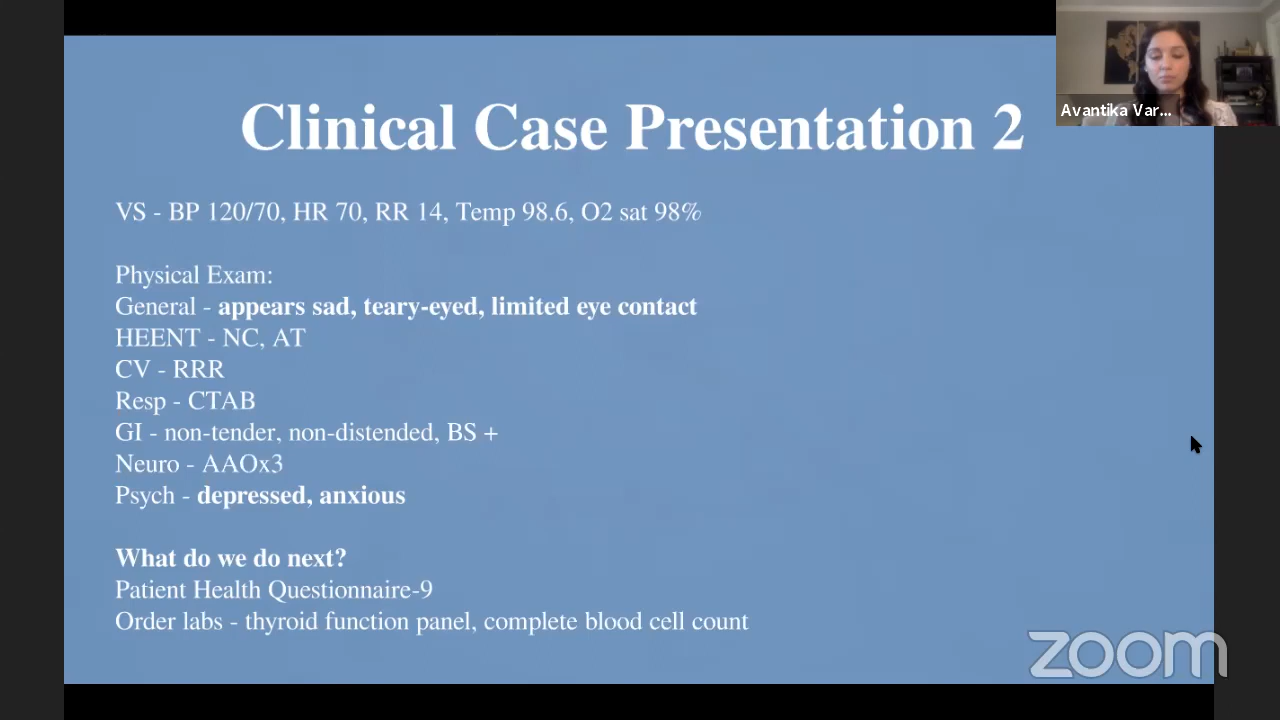 Clinical Case Presentation 2
Avantika Var...
VS - BP 120/70, HR 70, RR 14, Temp 98.6, O2 sat 98%
Physical Exam:
General - appears sad, teary-eyed, limited eye contact
HEENT - NC, AT
CV - RRR
Resp - CTAB
GI - non-tender, non-distended, BS +
Neuro - AAOx3
Psych - depressed, anxious
What do we do next?
Patient Health Questionnaire-9
Order labs - thyroid function panel, complete blood cell count
zoom